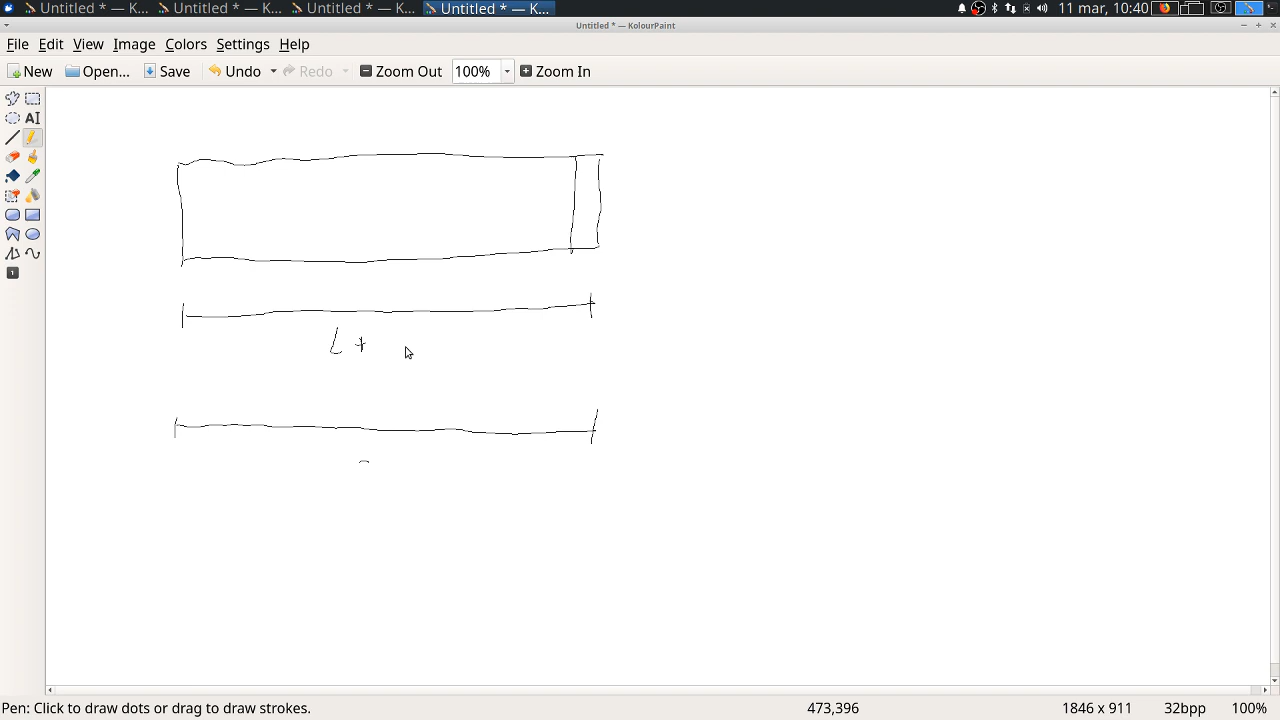 Untitled * — K...
Untitled * — K...
Untitled * — K...
Untitled * — K...
11 mar, 10:40
Untitled * — KolourPaint
File Edit View Image Colors Settings Help
New Open... Save Undo Redo Zoom Out 100% Zoom In
L +
Pen: Click to draw dots or drag to draw strokes.
473,396
1846 x 911
32bpp
100%